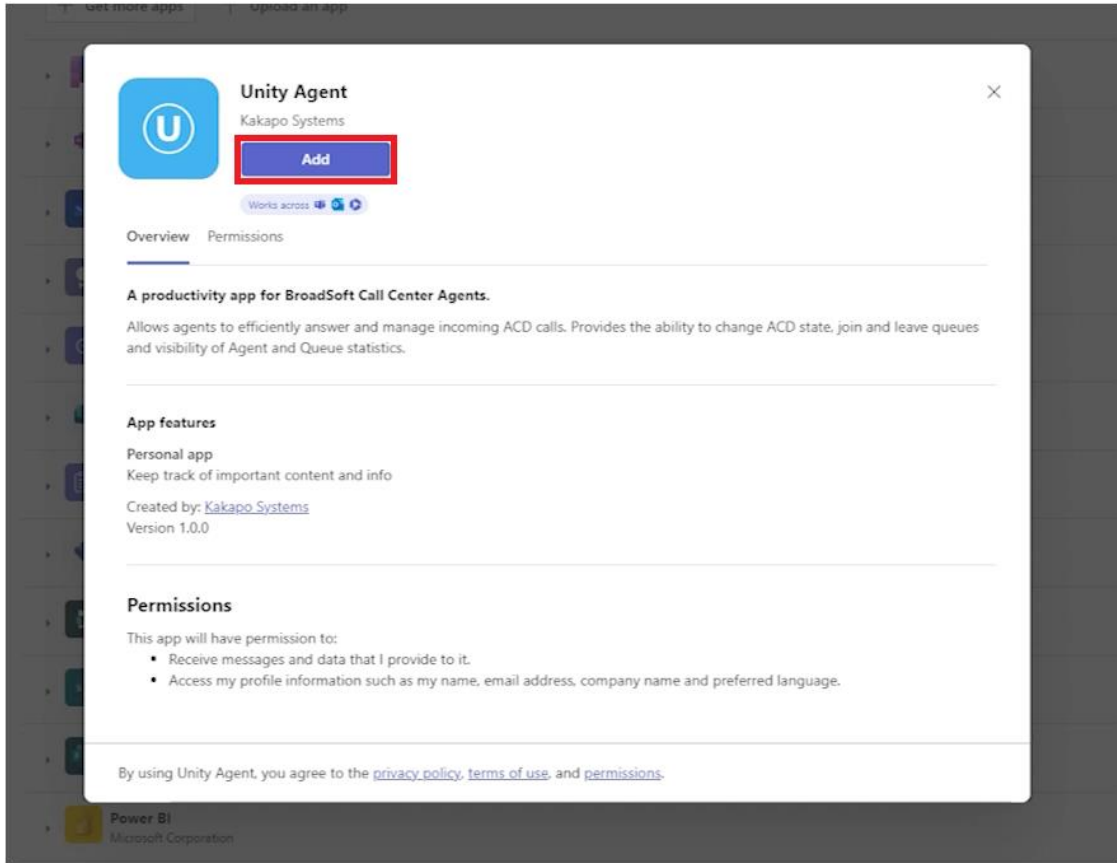 Get more apps
Upload an app
Unity Agent
Kakapo Systems
U
Add
Works across
Overview
Permissions
A productivity app for BroadSoft Call Center Agents.
Allows agents to efficiently answer and manage incoming ACD calls. Provides the ability to change ACD state, join and leave queues
and visibility of Agent and Queue statistics.
App features
Personal app
Keep track of important content and info
Created by: Kakapo Systems
Version 1.0.0
Permissions
This app will have permission to:
Receive messages and data that I provide to it.
Access my profile information such as my name, email address, company name and preferred language.
By using Unity Agent, you agree to the privacy policy, terms of use, and permissions.
Power BI
Microsoft Corporation